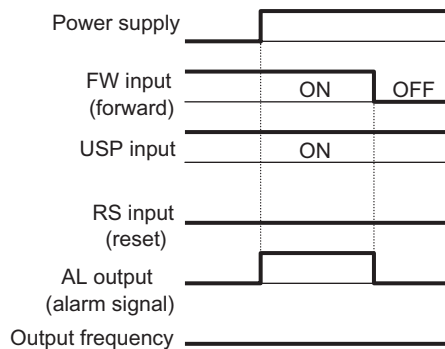 Power supply
FW input
(forward)
ON
OFF
USP input
ON
RS input
(reset)
AL output
(alarm signal)
Output frequency